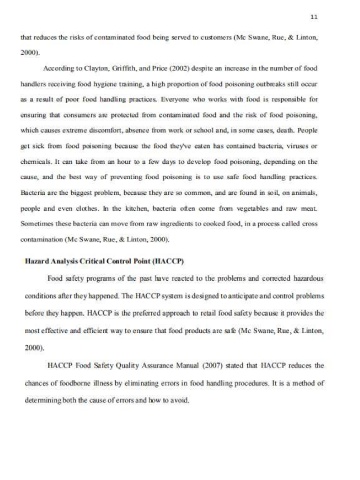 11
that reduces the risks of contaminated food being served to customers (Mc Swane, Rue, & Linton,
2000).
According to Clayton, Griffith, and Price (2002) despite an increase in the number of food
handlers receiving food hygiene training, a high proportion of food poisoning outbreaks still occur
as a result of poor food handling practices. Everyone who works with food is responsible for
ensuring that consumers are protected from contaminated food and the risk of food poisoning,
which causes extreme discomfort, absence from work or school and, in some cases, death. People
get sick from food poisoning because the food they've eaten has contained bacteria, viruses or
chemicals. It can take from an hour to a few days to develop food poisoning, depending on the
cause, and the best way of preventing food poisoning is to use safe food handling practices.
Bacteria are the biggest problem, because they are so common, and are found in soil, on animals,
people and even clothes. In the kitchen, bacteria often come from vegetables and raw meat.
Sometimes these bacteria can move from raw ingredients to cooked food, in a process called cross
contamination (Mc Swane, Rue, & Linton, 2000).
Hazard Analysis Critical Control Point (HACCP)
Food safety programs of the past have reacted to the problems and corrected hazardous
conditions after they happened. The HACCP system is designed to anticipate and control problems
before they happen. HACCP is the preferred approach to retail food safety because it provides the
most effective and efficient way to ensure that food products are safe (Mc Swane, Rue, & Linton,
2000).
HACCP Food Safety Quality Assurance Manual (2007) stated that HACCP reduces the
chances of foodborne illness by eliminating errors in food handling procedures. It is a method of
determining both the cause of errors and how to avoid.